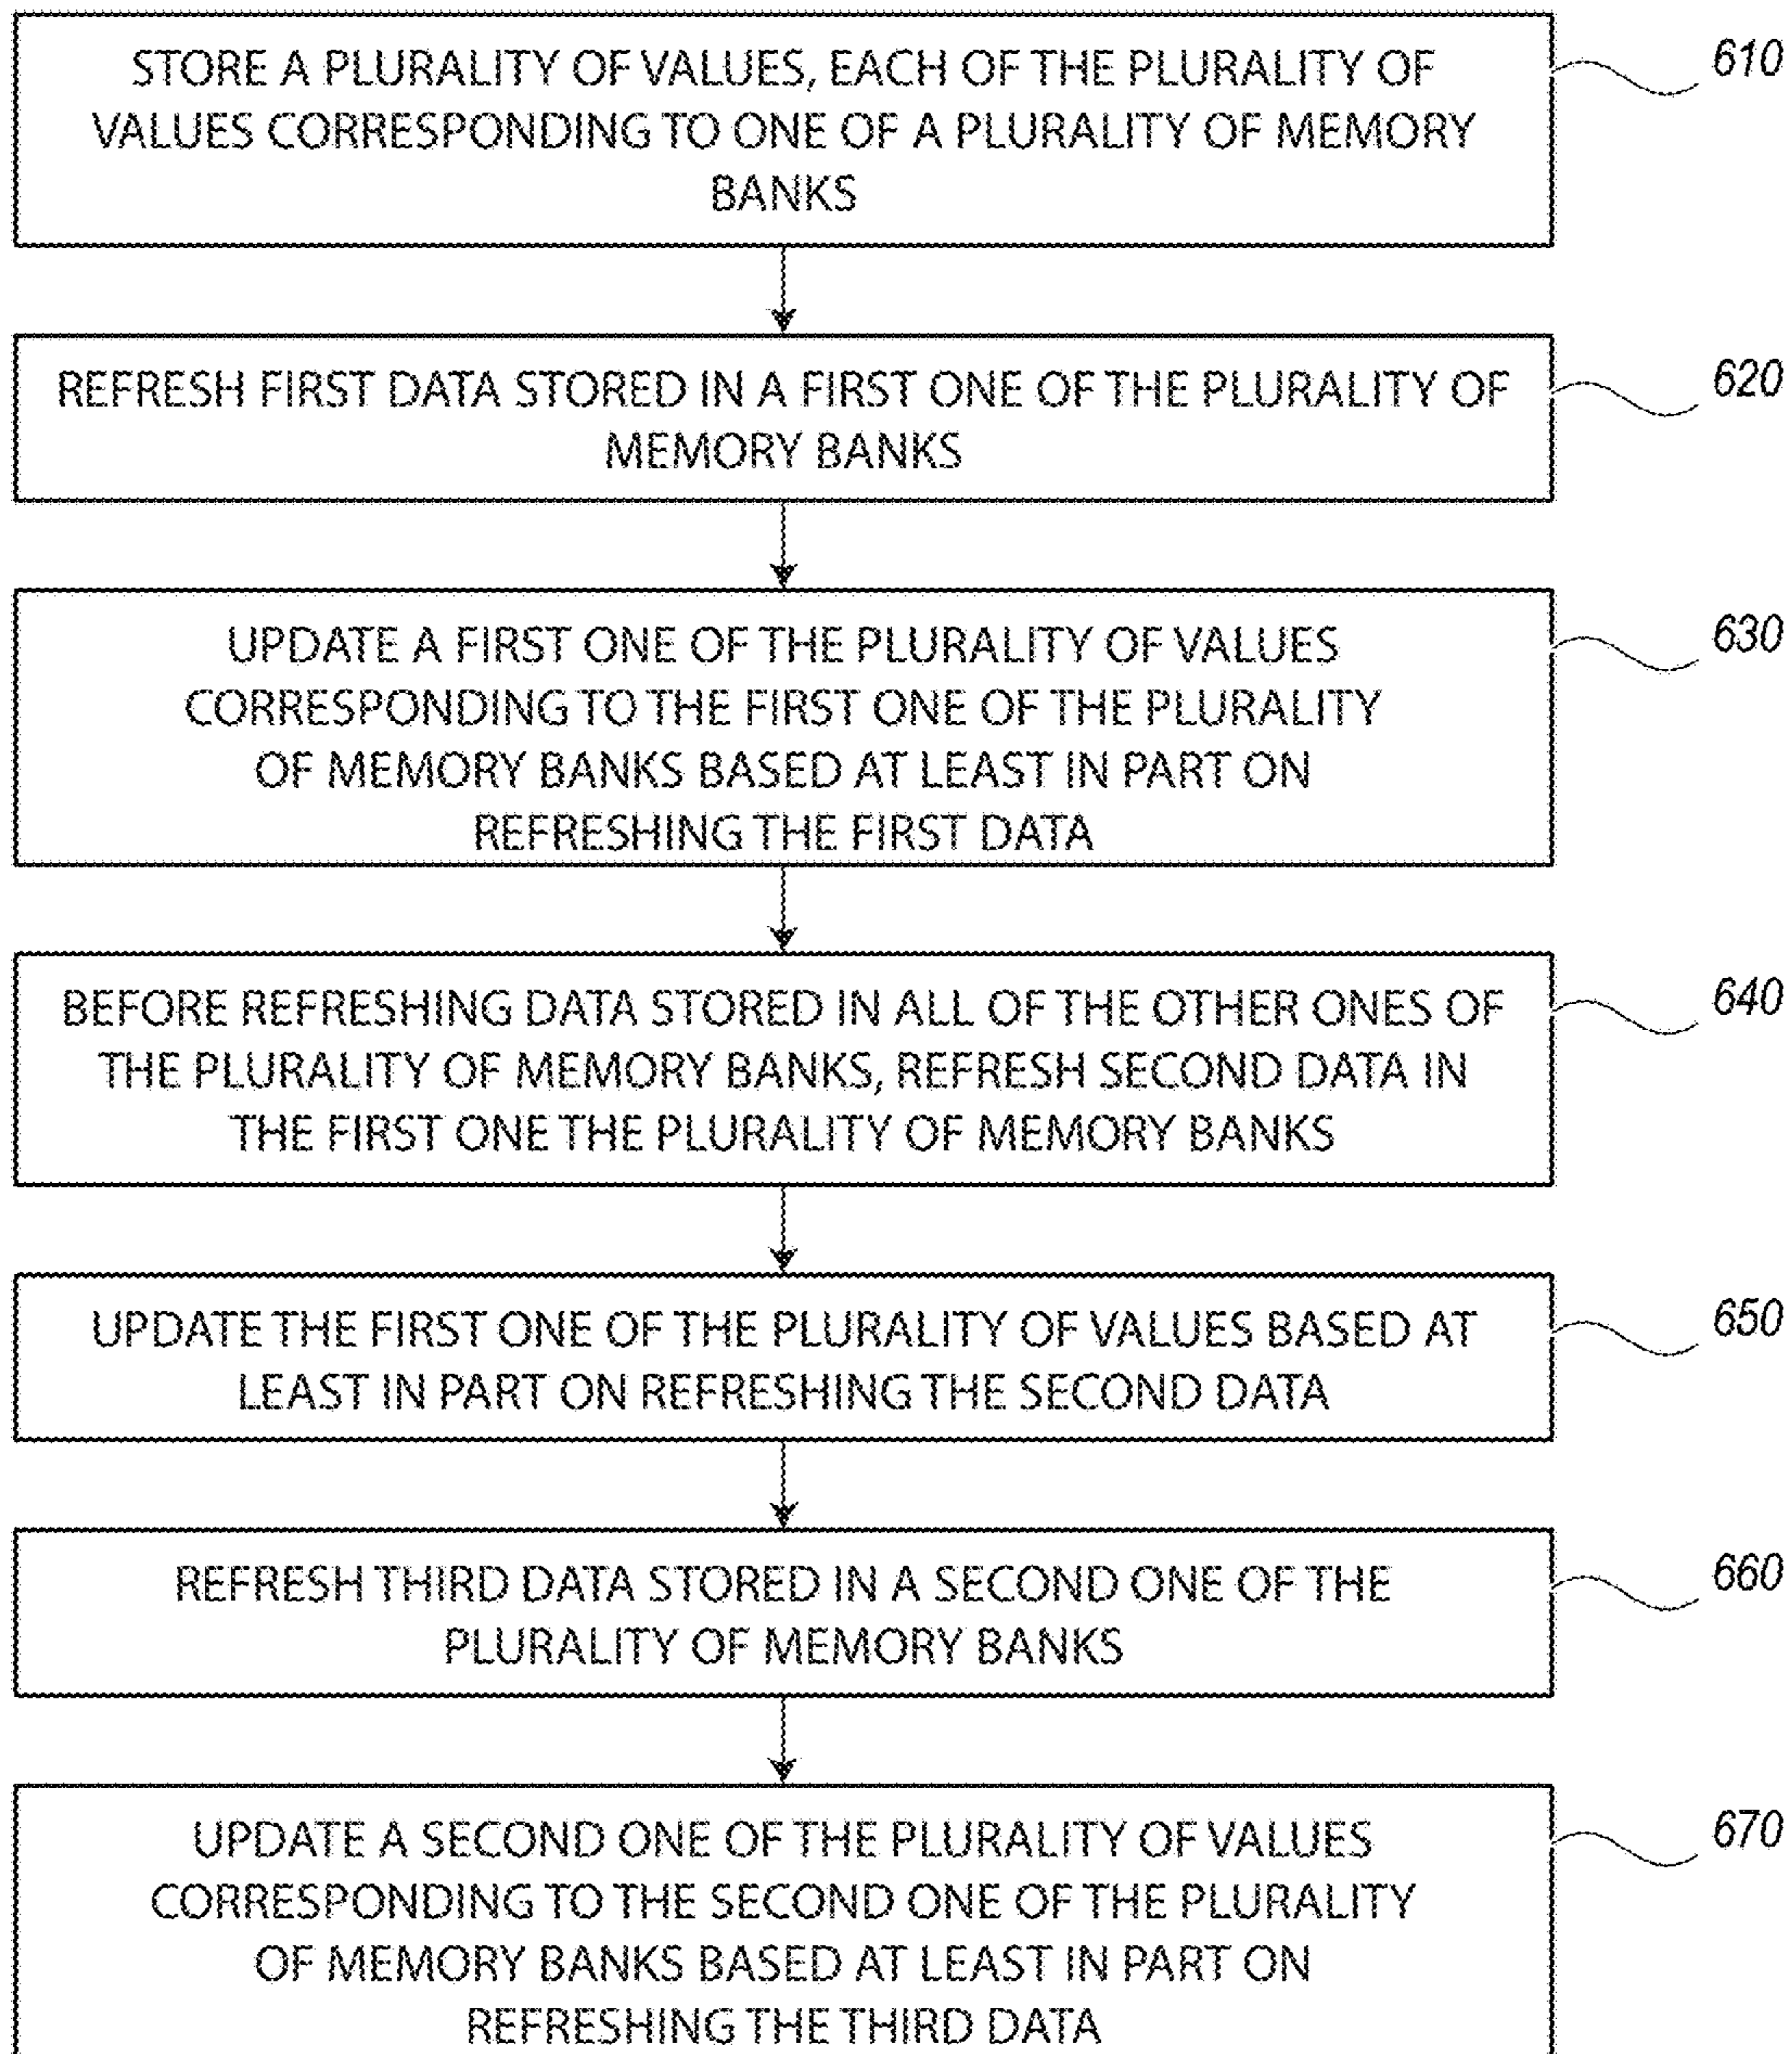 STORE A PLURALITY OF VALUES, EACH OF THE PLURALITY OF
VALUES CORRESPONDING TO ONE OF A PLURALITY OF MEMORY
BANKS
610
REFRESH FIRST DATA STORED IN A FIRST ONE OF THE PLURALITY OF
MEMORY BANKS
620
UPDATE A FIRST ONE OF THE PLURALITY OF VALUES
CORRESPONDING TO THE FIRST ONE OF THE PLURALITY
OF MEMORY BANKS BASED AT LEAST IN PART ON
REFRESHING THE FIRST DATA
630
BEFORE REFRESHING DATA STORED IN ALL OF THE OTHER ONES OF
THE PLURALITY OF MEMORY BANKS, REFRESH SECOND DATA IN
THE FIRST ONE THE PLURALITY OF MEMORY BANKS
640
UPDATE THE FIRST ONE OF THE PLURALITY OF VALUES BASED AT
LEAST IN PART ON REFRESHING THE SECOND DATA
650
REFRESH THIRD DATA STORED IN A SECOND ONE OF THE
PLURALITY OF MEMORY BANKS
660
UPDATE A SECOND ONE OF THE PLURALITY OF VALUES
CORRESPONDING TO THE SECOND ONE OF THE PLURALITY
OF MEMORY BANKS BASED AT LEAST IN PART ON
REFRESHING THE THIRD DATA
670